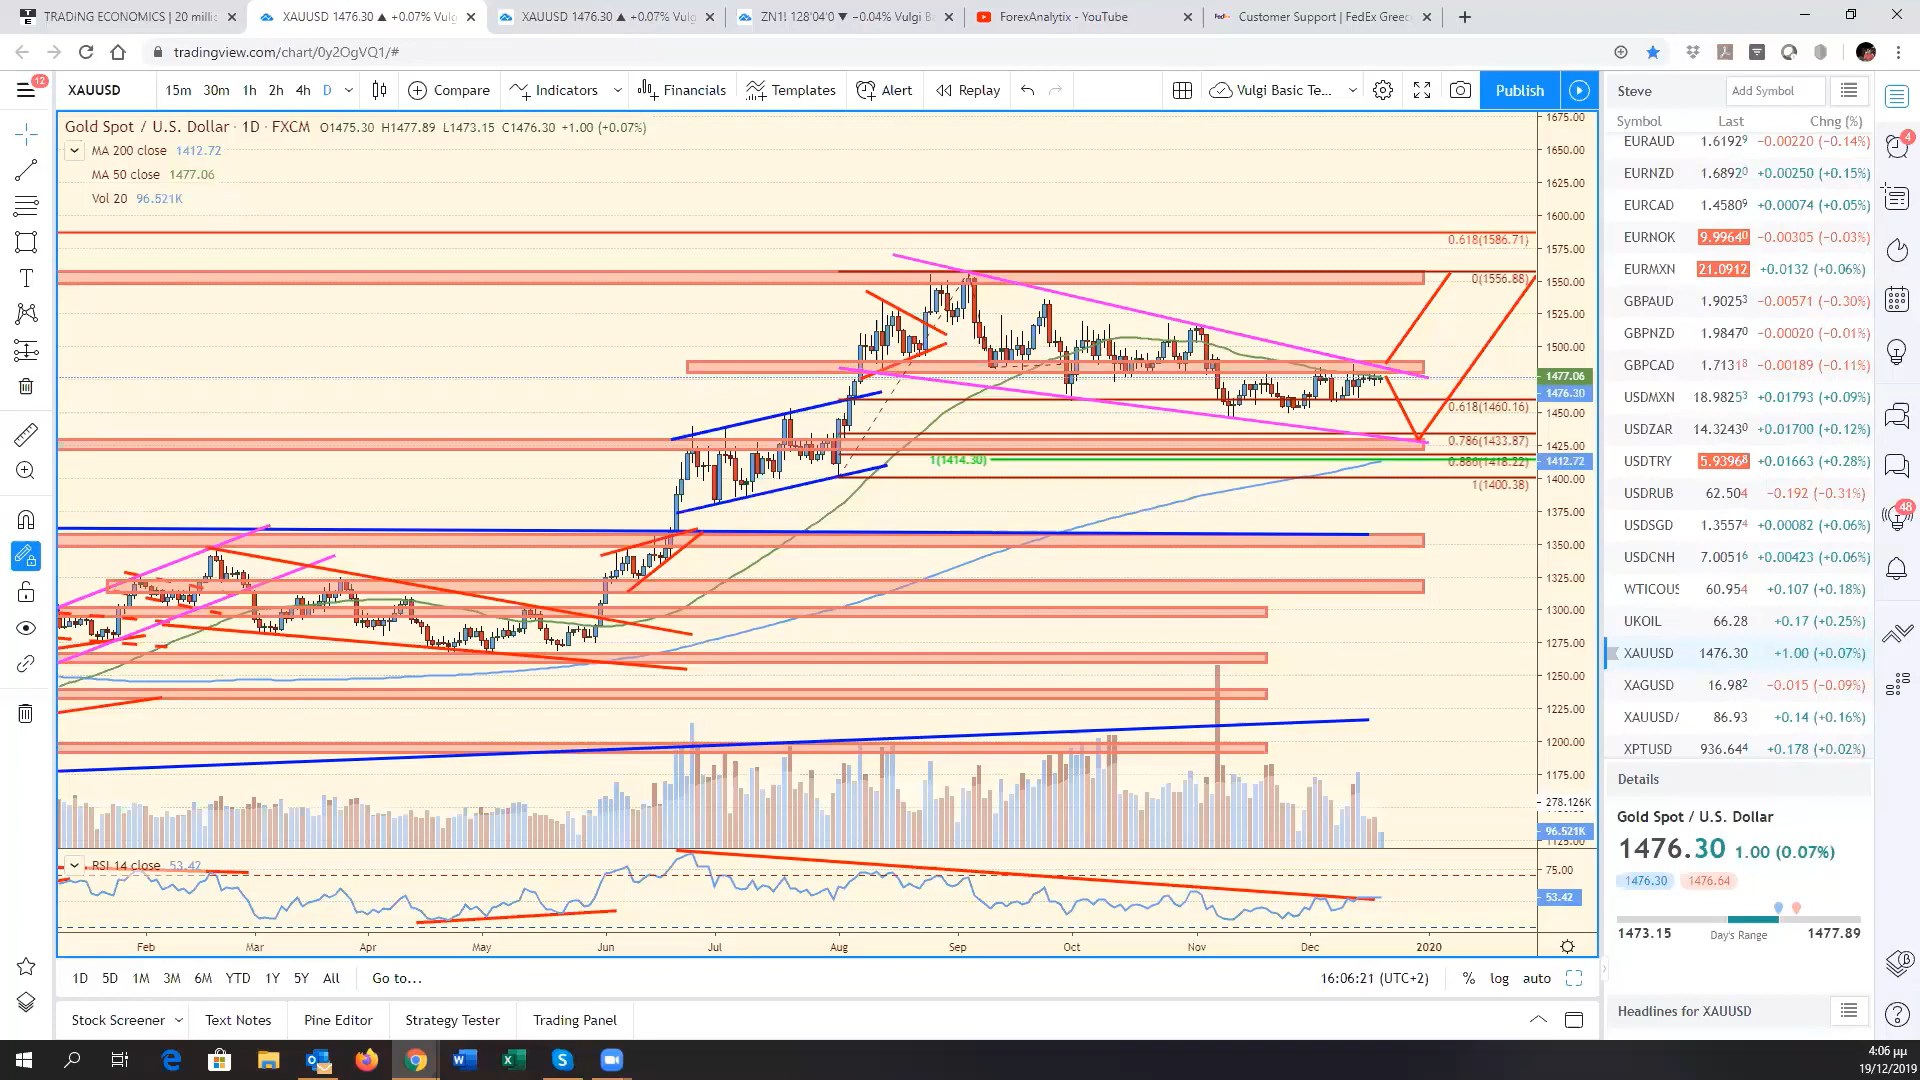 TRADING ECONOMICS | 20 milli
XAUUSD 1476.30 ▲ +0.07% Vulg
XAUUSD 1476.30 ▲ +0.07% Vulg
ZN1! 128'04'0 ▼ −0.04% Vulgi B
ForexAnalytix - YouTube
Customer Support | FedEx Greec
tradingview.com/chart/0y2OgVQ1/#
12
XAUUSD
15m 30m 1h 2h 4h D
Compare
Indicators
Financials
Templates
Alert
Replay
Vulgi Basic Te...
Publish
Gold Spot / U.S. Dollar · 1D · FXCM O1475.30 H1477.89 L1473.15 C1476.30 +1.00 (+0.07%)
MA 200 close 1412.72
MA 50 close 1477.06
Vol 20 96.521K
0.618(1586.71)
0(1556.88)
0.618(1460.16)
0.786(1433.87)
1(1414.30)
0.886(1418.22)
1(1400.38)
1675.00
1650.00
1625.00
1600.00
1575.00
1550.00
1525.00
1500.00
1477.06
1476.30
1450.00
1425.00
1412.72
1400.00
1375.00
1350.00
1325.00
1300.00
1275.00
1250.00
1225.00
1200.00
1175.00
278.126K
96.521K
1125.00
RSI 14 close 53.42
75.00
53.42
Feb Mar Apr May Jun Jul Aug Sep Oct Nov Dec 2020
1D 5D 1M 3M 6M YTD 1Y 5Y All Go to...
16:06:21 (UTC+2) % log auto
Stock Screener Text Notes Pine Editor Strategy Tester Trading Panel
Steve
Add Symbol
Symbol Last Chng (%)
EURAUD 1.61929 −0.00220 (−0.14%)
EURNZD 1.68920 +0.00250 (+0.15%)
EURCAD 1.45809 +0.00074 (+0.05%)
EURNOK 9.99640 −0.00305 (−0.03%)
EURMXN 21.0912 +0.0132 (+0.06%)
GBPAUD 1.90253 −0.00571 (−0.30%)
GBPNZD 1.98470 −0.00020 (−0.01%)
GBPCAD 1.71318 −0.00189 (−0.11%)
USDMXN 18.98253 +0.01793 (+0.09%)
USDZAR 14.32430 +0.01700 (+0.12%)
USDTRY 5.93968 +0.01663 (+0.28%)
USDRUB 62.504 −0.192 (−0.31%)
USDSGD 1.35574 +0.00082 (+0.06%)
USDCNH 7.00516 +0.00423 (+0.06%)
WTICOUS 60.954 +0.107 (+0.18%)
UKOIL 66.28 +0.17 (+0.25%)
XAUUSD 1476.30 +1.00 (+0.07%)
XAGUSD 16.982 −0.015 (−0.09%)
XAUUSD/ 86.93 +0.14 (+0.16%)
XPTUSD 936.644 +0.178 (+0.02%)
Details
Gold Spot / U.S. Dollar
1476.30 1.00 (0.07%)
1476.30 1476.64
1473.15 Day's Range 1477.89
Headlines for XAUUSD
4
48
4:06 μμ
19/12/2019